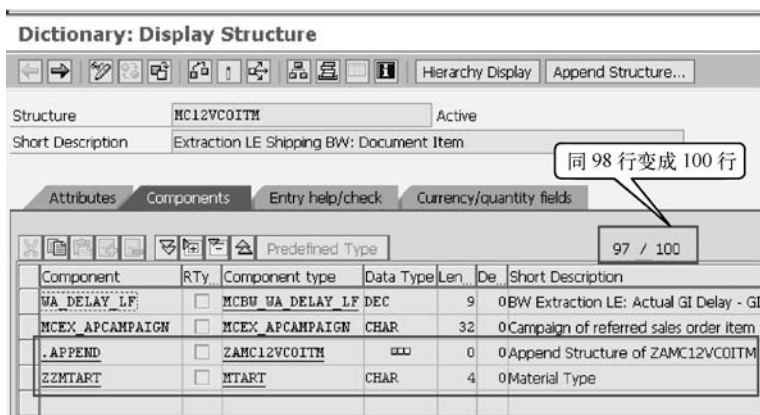 Dictionary: Display Structure
Hierarchy Display Append Structure...
Structure MC12VC0ITM Active
Short Description Extraction LE Shipping BW: Document Item
同 98 行变成 100 行
Attributes Components Entry help/check Currency/quantity fields
Predefined Type 97 / 100
Component RTy... Component type Data Type Len... De... Short Description
WA_DELAY_LF MCBW_WA_DELAY_LF DEC 9 0 BW Extraction LE: Actual GI Delay - GI
MCEX_APCAMPAIGN MCEX_APCAMPAIGN CHAR 32 0 Campaign of referred sales order item
.APPEND ZAMC12VC0ITM 0 0 Append Structure of ZAMC12VC0ITM
ZZMTART MTART CHAR 4 0 Material Type